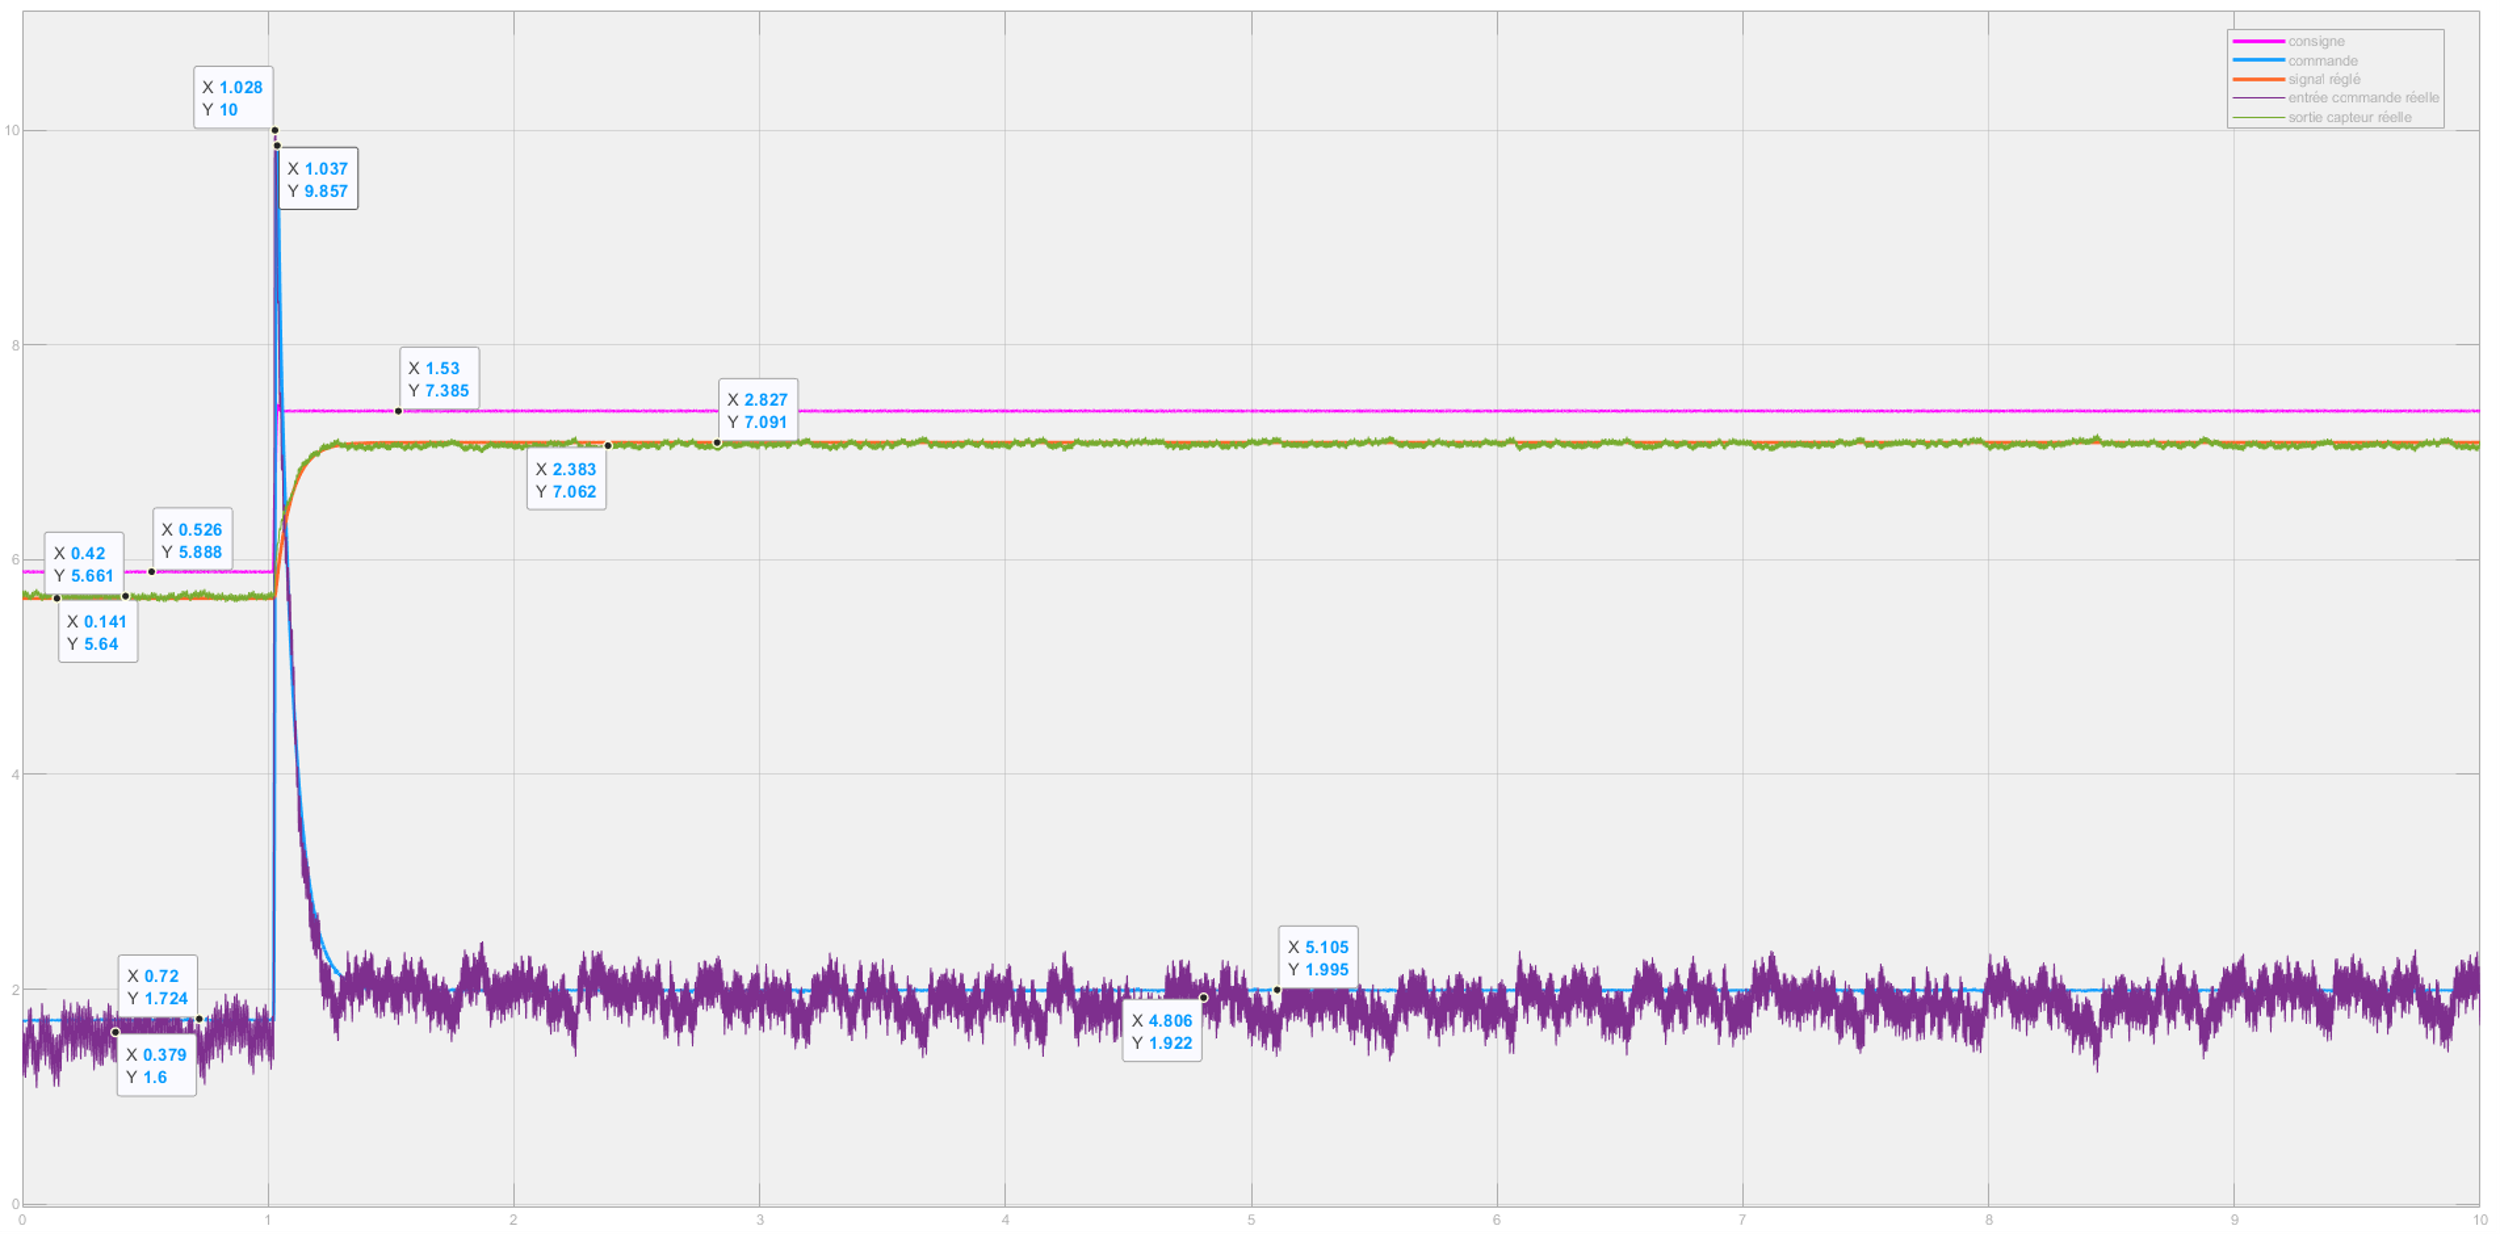 consigne
commande
signal réglé
entrée commande réelle
sortie capteur réelle
X 1.028
Y 10
X 1.037
Y 9.857
X 1.53
Y 7.385
X 2.827
Y 7.091
X 2.383
Y 7.062
X 0.526
Y 5.888
X 0.42
Y 5.661
X 0.141
Y 5.64
X 0.72
Y 1.724
X 0.379
Y 1.6
X 5.105
Y 1.995
X 4.806
Y 1.922
10
8
6
4
2
0
0 1 2 3 4 5 6 7 8 9 10